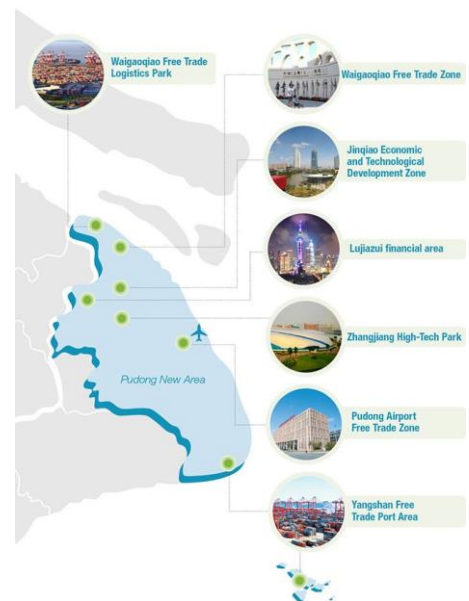 Waigaoqiao Free Trade
Logistics Park
Waigaoqiao Free Trade Zone
Jinqiao Economic
and Technological
Development Zone
Lujiazui financial area
Zhangjiang High-Tech Park
Pudong New Area
Pudong Airport
Free Trade Zone
Yangshan Free
Trade Port Area